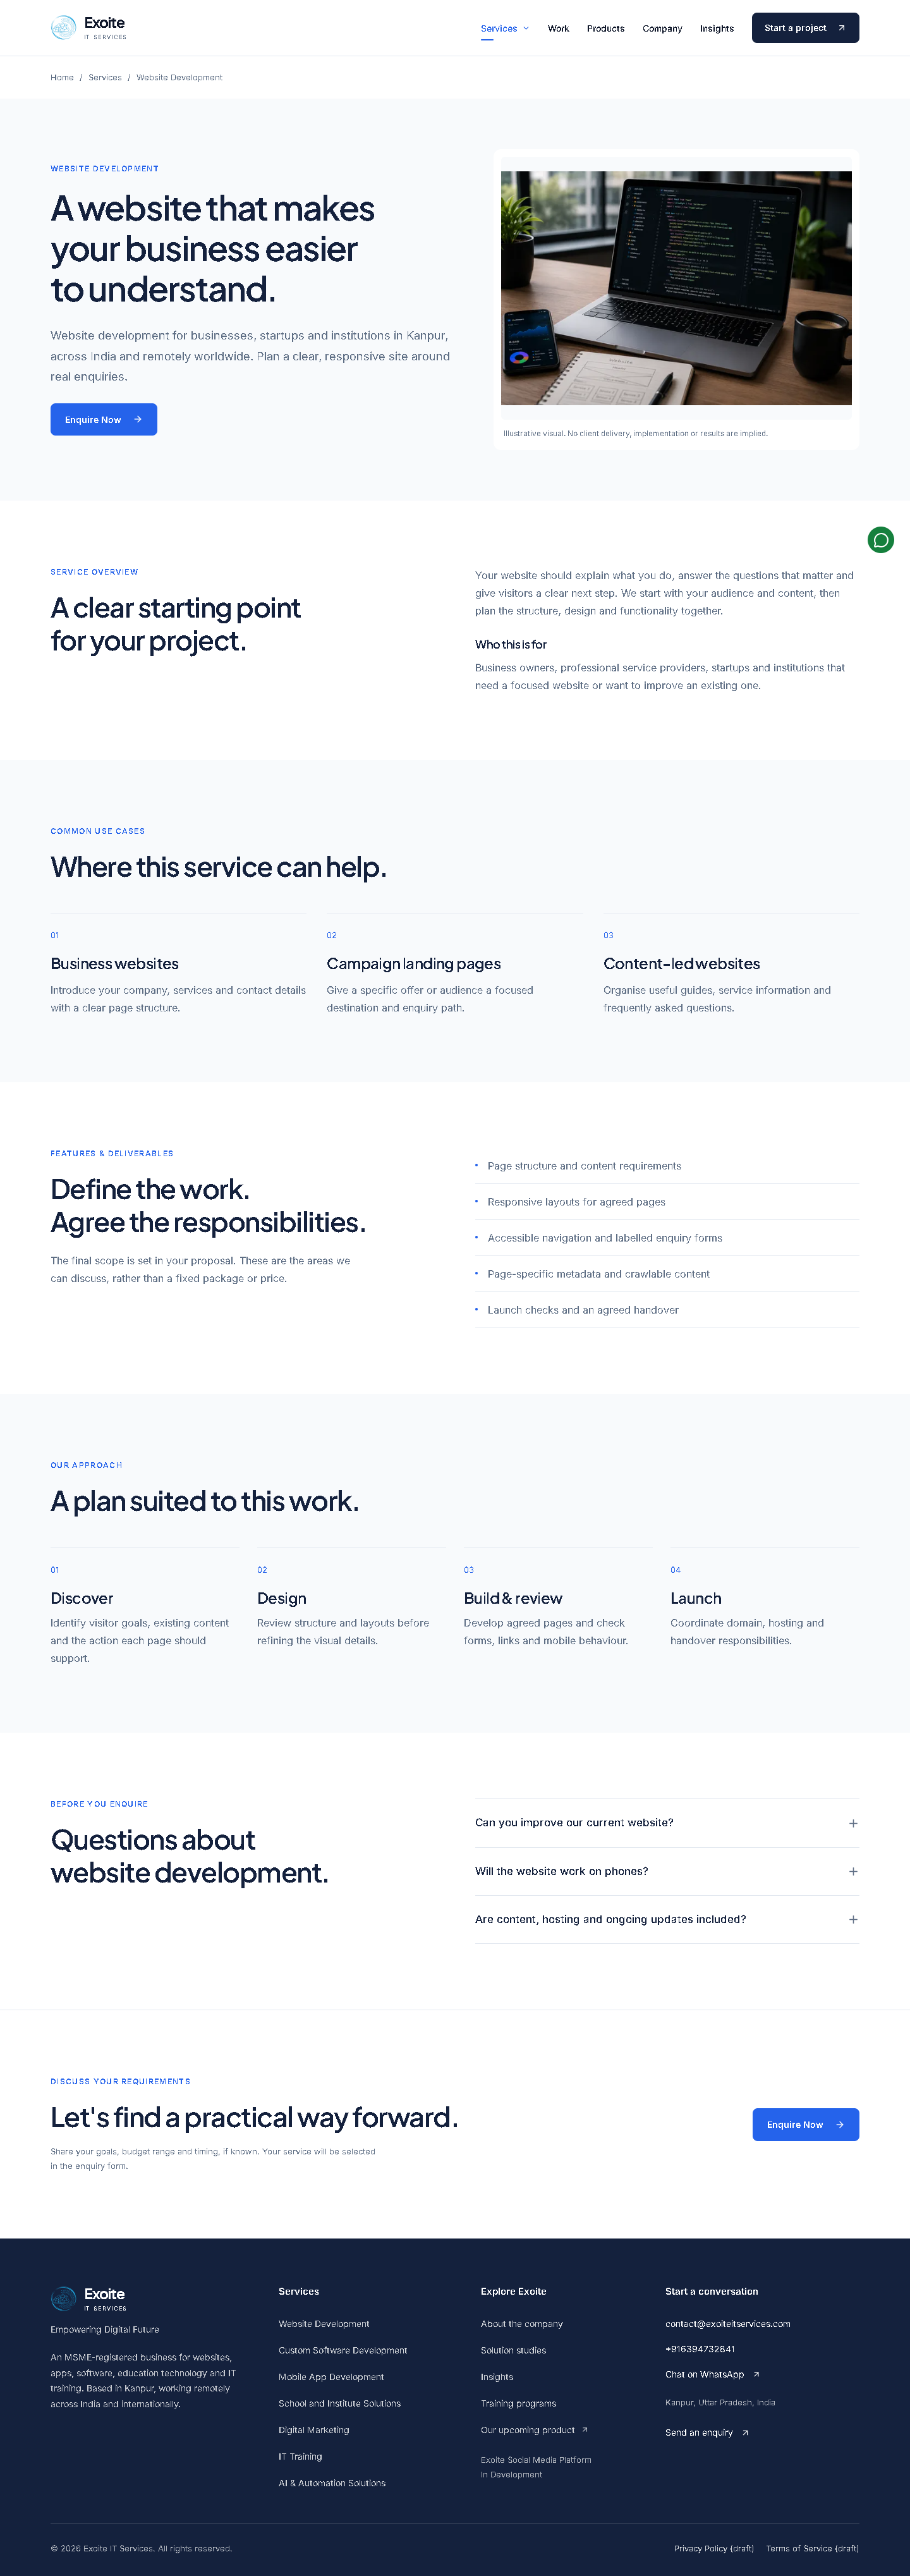 Exoite
IT SERVICES
Services
Work
Products
Company
Insights
Start a project
Home / Services / Website Development
WEBSITE DEVELOPMENT
A website that makes
your business easier
to understand.
Website development for businesses, startups and institutions in Kanpur,
across India and remotely worldwide. Plan a clear, responsive site around
real enquiries.
Enquire Now
Illustrative visual. No client delivery, implementation or results are implied.
SERVICE OVERVIEW
A clear starting point
for your project.
Your website should explain what you do, answer the questions that matter and
give visitors a clear next step. We start with your audience and content, then
plan the structure, design and functionality together.
Who this is for
Business owners, professional service providers, startups and institutions that
need a focused website or want to improve an existing one.
COMMON USE CASES
Where this service can help.
01
Business websites
Introduce your company, services and contact details
with a clear page structure.
02
Campaign landing pages
Give a specific offer or audience a focused
destination and enquiry path.
03
Content-led websites
Organise useful guides, service information and
frequently asked questions.
FEATURES & DELIVERABLES
Define the work.
Agree the responsibilities.
The final scope is set in your proposal. These are the areas we
can discuss, rather than a fixed package or price.
Page structure and content requirements
Responsive layouts for agreed pages
Accessible navigation and labelled enquiry forms
Page-specific metadata and crawlable content
Launch checks and an agreed handover
OUR APPROACH
A plan suited to this work.
01
Discover
Identify visitor goals, existing content
and the action each page should
support.
02
Design
Review structure and layouts before
refining the visual details.
03
Build & review
Develop agreed pages and check
forms, links and mobile behaviour.
04
Launch
Coordinate domain, hosting and
handover responsibilities.
BEFORE YOU ENQUIRE
Questions about
website development.
Can you improve our current website?
Will the website work on phones?
Are content, hosting and ongoing updates included?
DISCUSS YOUR REQUIREMENTS
Let's find a practical way forward.
Share your goals, budget range and timing, if known. Your service will be selected
in the enquiry form.
Enquire Now
Exoite
IT SERVICES
Empowering Digital Future
An MSME-registered business for websites,
apps, software, education technology and IT
training. Based in Kanpur, working remotely
across India and internationally.
Services
Website Development
Custom Software Development
Mobile App Development
School and Institute Solutions
Digital Marketing
IT Training
AI & Automation Solutions
Explore Exoite
About the company
Solution studies
Insights
Training programs
Our upcoming product
Exoite Social Media Platform
In Development
Start a conversation
contact@exoiteitservices.com
+916394732841
Chat on WhatsApp
Kanpur, Uttar Pradesh, India
Send an enquiry
© 2026 Exoite IT Services. All rights reserved.
Privacy Policy (draft)
Terms of Service (draft)